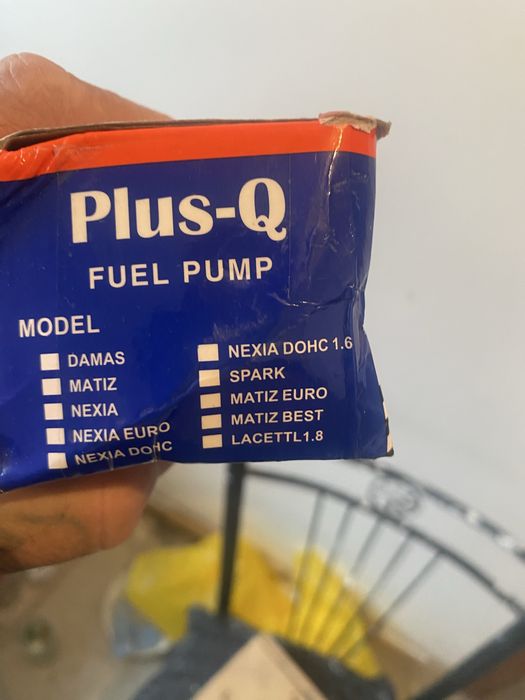 Plus-Q
FUEL PUMP
MODEL
DAMAS
MATIZ
NEXIA
NEXIA EURO
NEXIA DOHC
NEXIA DOHC 1.6
SPARK
MATIZ EURO
MATIZ BEST
LACETTL1.8